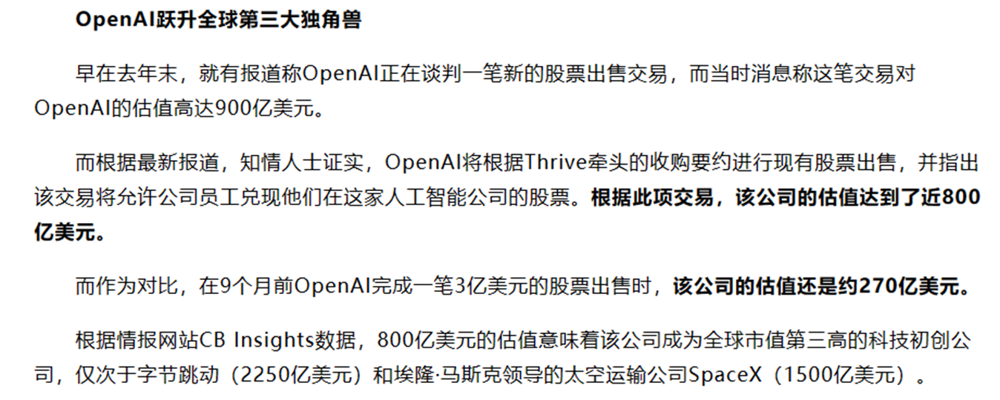 OpenAI跃升全球第三大独角兽
早在去年末，就有报道称OpenAI正在谈判一笔新的股票出售交易，而当时消息称这笔交易对
OpenAI的估值高达900亿美元。
而根据最新报道，知情人士证实，OpenAI将根据Thrive牵头的收购要约进行现有股票出售，并指出
该交易将允许公司员工兑现他们在这家人工智能公司的股票。根据此项交易，该公司的估值达到了近800
亿美元。
而作为对比，在9个月前OpenAI完成一笔3亿美元的股票出售时，该公司的估值还是约270亿美元。
根据情报网站CB Insights数据，800亿美元的估值意味着该公司成为全球市值第三高的科技初创公
司，仅次于字节跳动（2250亿美元）和埃隆·马斯克领导的太空运输公司SpaceX（1500亿美元）。